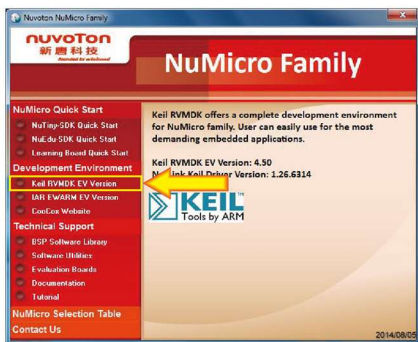 Nuvoton NuMicro Family
nuvoTon
新唐科技
NuMicro Family
NuMicro Quick Start
NuTiny-SDK Quick Start
NuEdu-SDK Quick Start
Learning Board Quick Start
Development Environment
Keil RVMDK EV Version
IAR EWARM EV Version
CooCox Website
Technical Support
BSP Software Library
Software Utilities
Evaluation Boards
Documentation
Tutorial
NuMicro Selection Table
Contact Us
Keil RVMDK offers a complete development environment
for NuMicro family. User can easily use for the most
demanding embedded applications.
Keil RVMDK EV Version: 4.50
Keil Driver Version: 1.26.6314
KEIL
Tools by ARM
2014/08/05